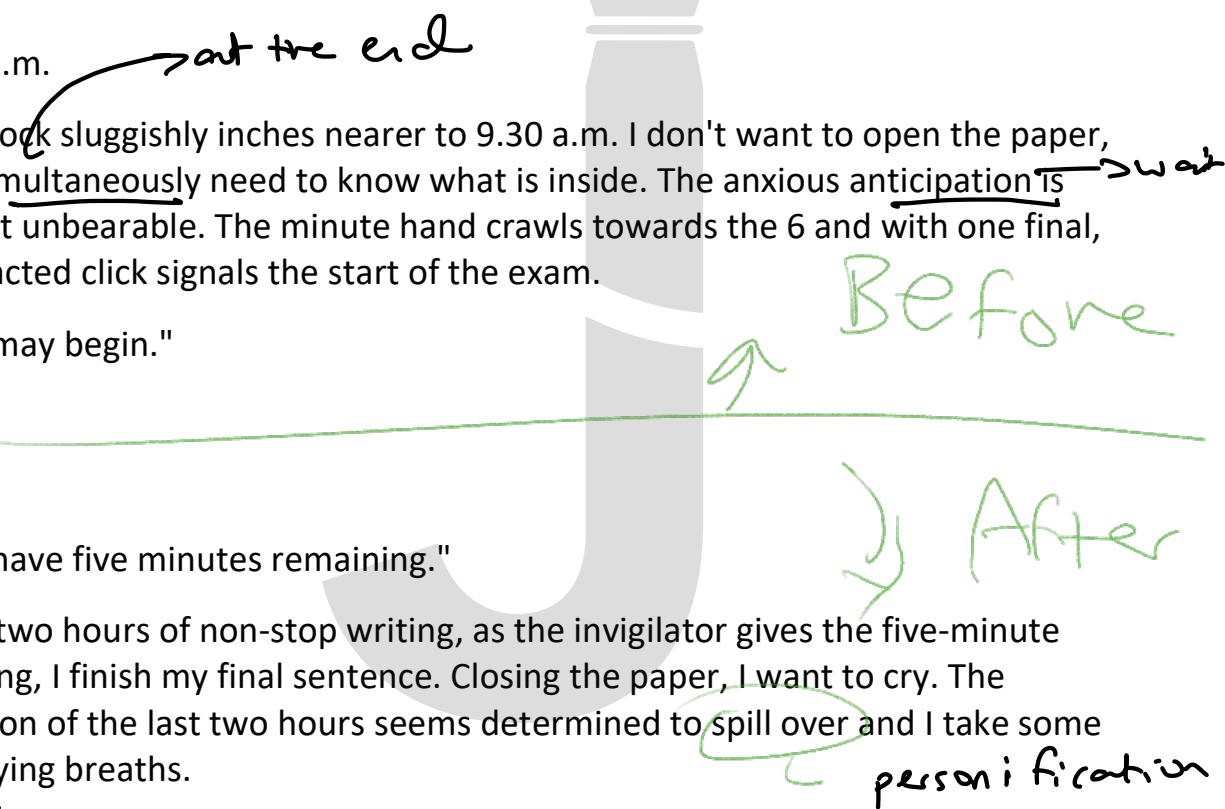 .m.
at the end
ock sluggishly inches nearer to 9.30 a.m. I don't want to open the paper,
multaneously need to know what is inside. The anxious anticipation is
wait
t unbearable. The minute hand crawls towards the 6 and with one final,
acted click signals the start of the exam.
Before
may begin."
After
have five minutes remaining."
two hours of non-stop writing, as the invigilator gives the five-minute
ng, I finish my final sentence. Closing the paper, I want to cry. The
on of the last two hours seems determined to spill over and I take some
ying breaths.
personification